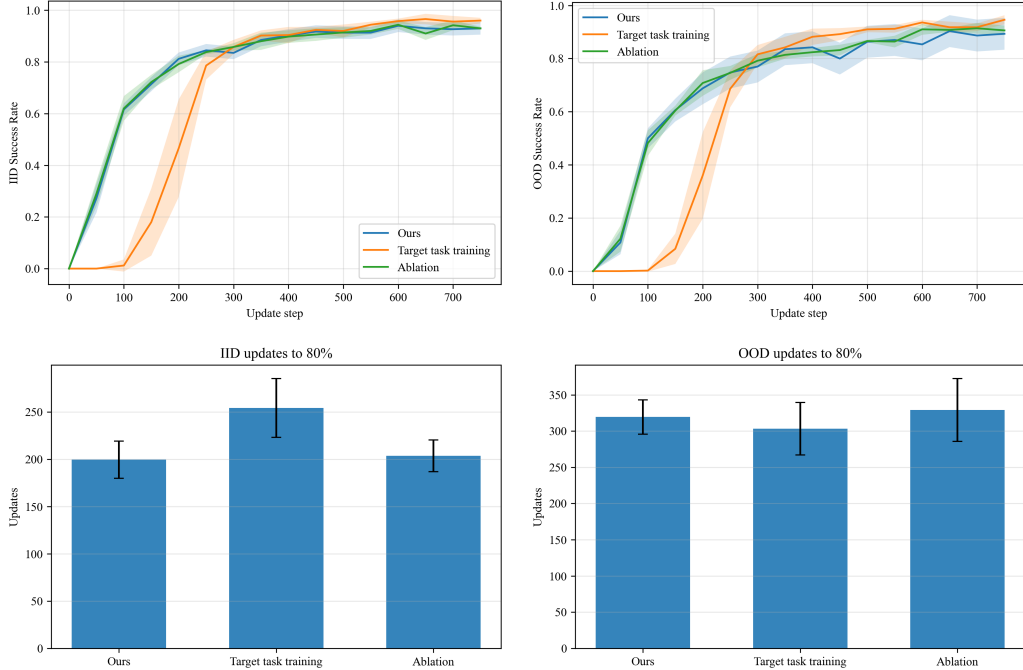 1.0
0.8
0.6
0.4
0.2
0.0
IID Success Rate
0
100
200
300
400
500
600
700
Update step
Ours
Target task training
Ablation
1.0
0.8
0.6
0.4
0.2
0.0
OOD Success Rate
0
100
200
300
400
500
600
700
Update step
Ours
Target task training
Ablation
IID updates to 80%
250
200
150
100
50
0
Updates
Ours
Target task training
Ablation
OOD updates to 80%
350
300
250
200
150
100
50
0
Updates
Ours
Target task training
Ablation